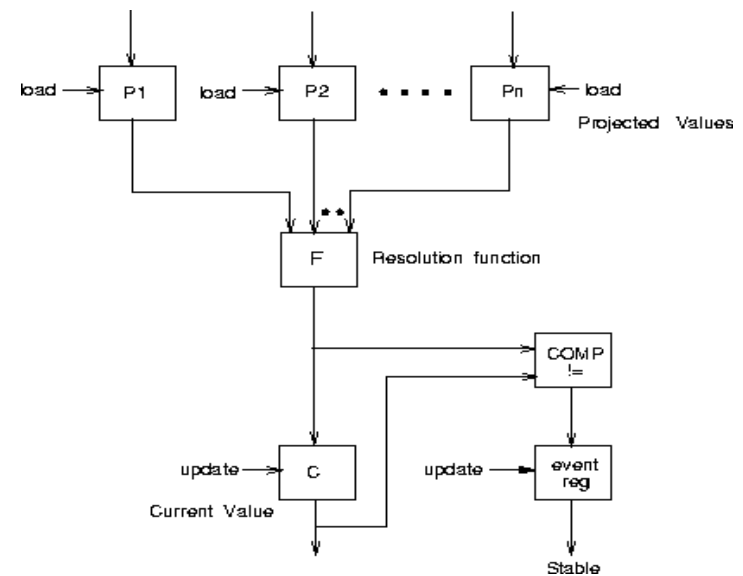 load
P1
load
P2
Pn
load
Projected Values
F
Resolution function
COMP
!=
update
C
update
event
reg
Current Value
Stable